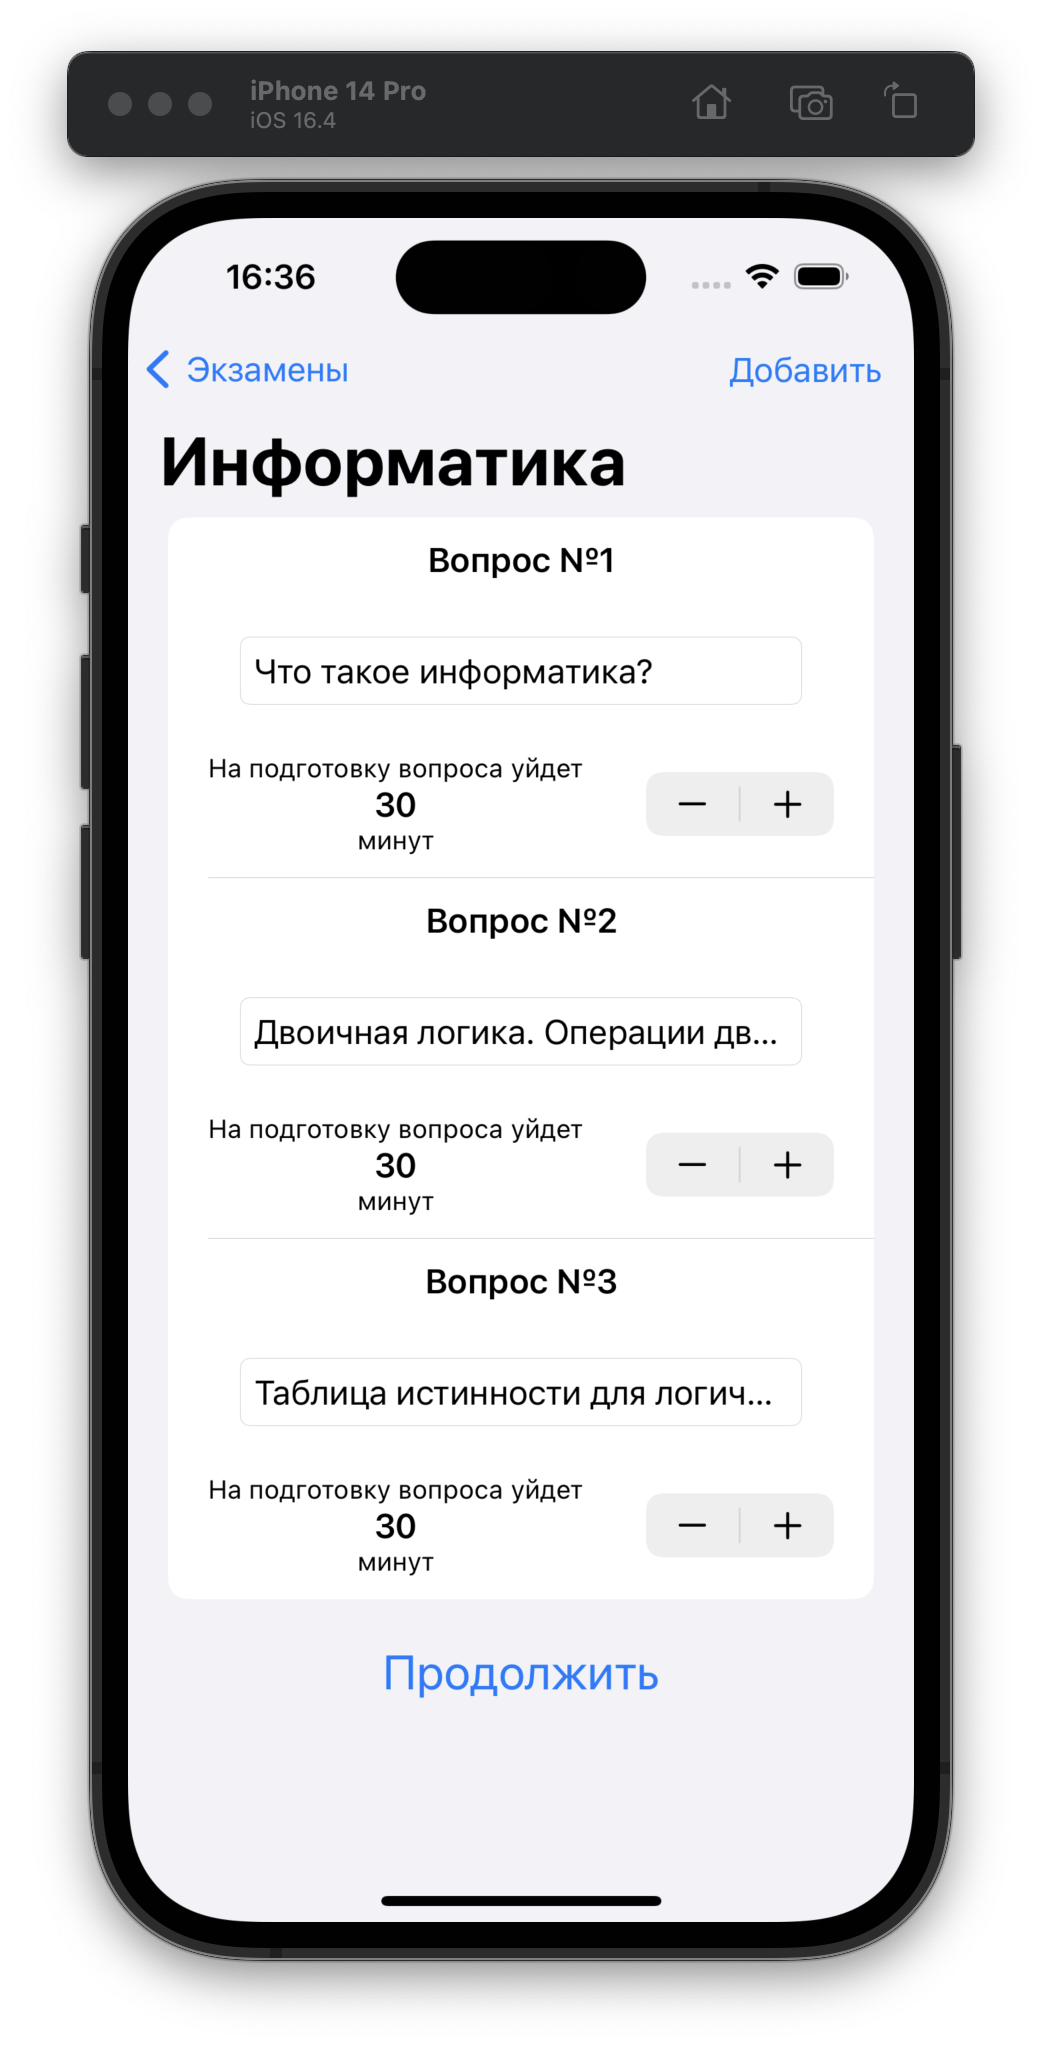 iPhone 14 Pro
iOS 16.4
16:36
Экзамены
Добавить
Информатика
Вопрос №1
Что такое информатика?
На подготовку вопроса уйдет
30
минут
Вопрос №2
Двоичная логика. Операции дв...
На подготовку вопроса уйдет
30
минут
Вопрос №3
Таблица истинности для логич...
На подготовку вопроса уйдет
30
минут
Продолжить